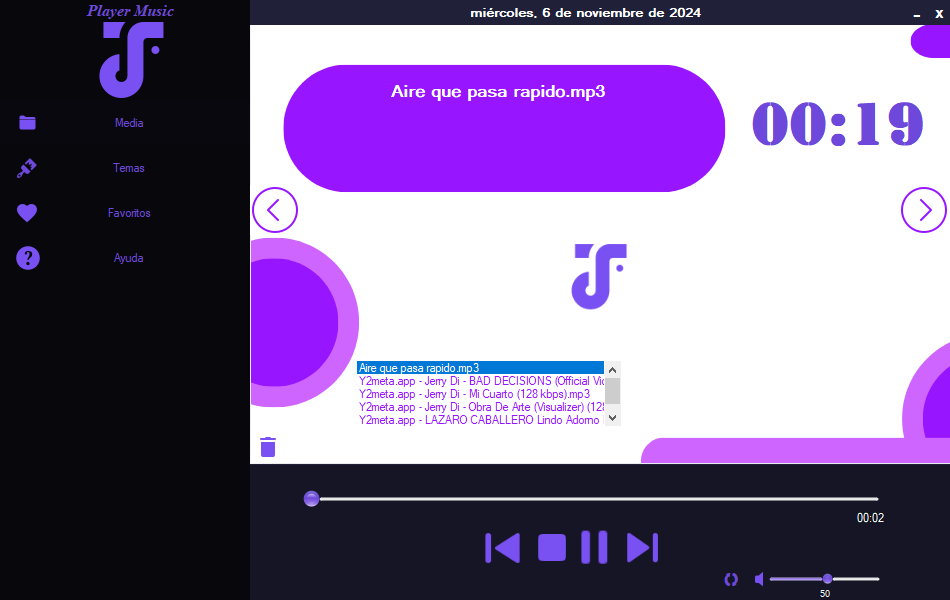 Player Music
miércoles, 6 de noviembre de 2024
x
Media
Temas
Favoritos
Ayuda
?
Aire que pasa rapido.mp3
00:19
Aire que pasa rapido.mp3
Y2meta.app - Jerry Di - BAD DECISIONS (Official Vid
Y2meta.app - Jerry Di - Mi Cuarto (128 kbps).mp3
Y2meta.app - Jerry Di - Obra De Arte (Visualizer) (128
Y2meta.app - LAZARO CABALLERO Lindo Adorno
00:02
50